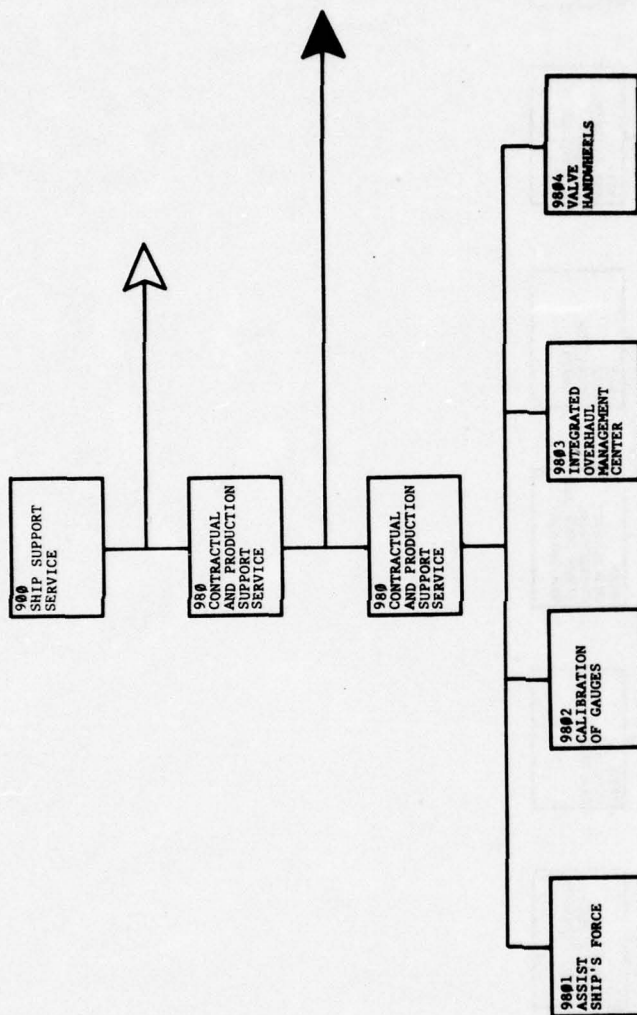 900
SHIP SUPPORT
SERVICE
980
CONTRACTUAL
AND PRODUCTION
SUPPORT
SERVICE
980
CONTRACTUAL
AND PRODUCTION
SUPPORT
SERVICE
9801
ASSIST
SHIP'S FORCE
9802
CALIBRATION
OF GAUGES
9803
INTEGRATED
OVERHAUL
MANAGEMENT
CENTER
9804
VALVE
HANDWHEELS